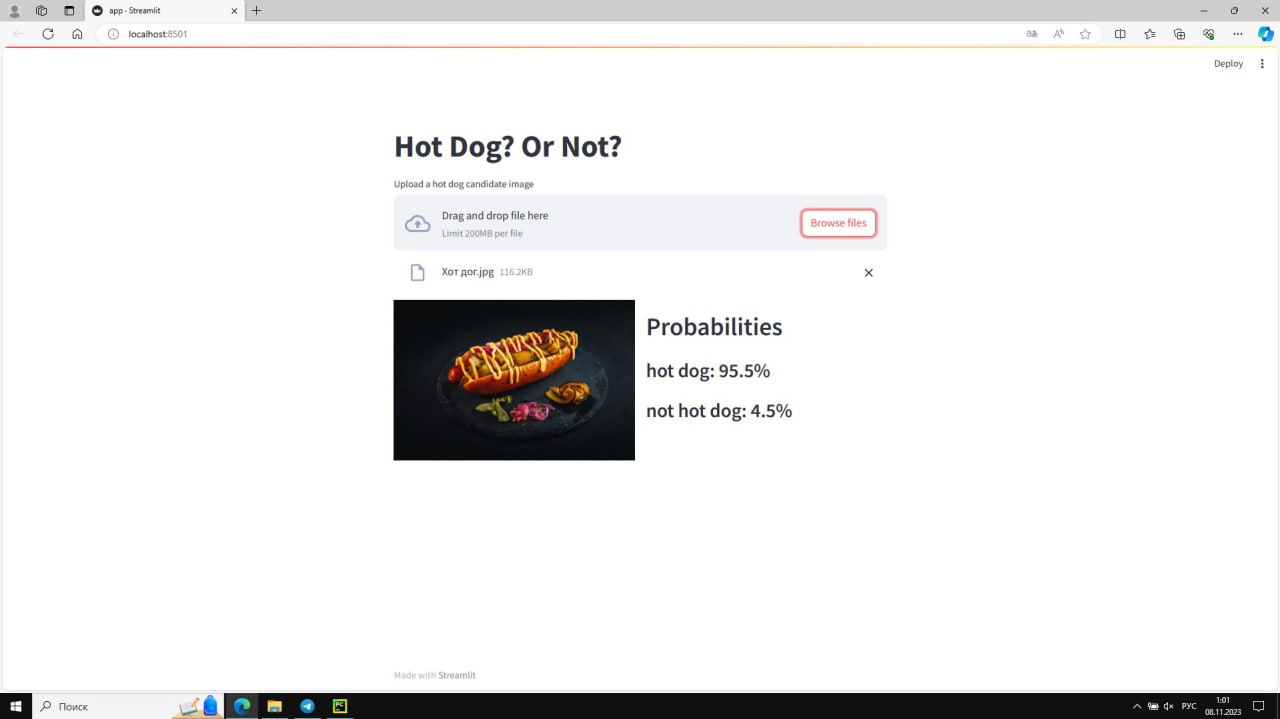 app · Streamlit
localhost:8501
Deploy
Hot Dog? Or Not?
Upload a hot dog candidate image
Drag and drop file here
Limit 200MB per file
Browse files
Хот дог.jpg 116.2KB
Probabilities
hot dog: 95.5%
not hot dog: 4.5%
Made with Streamlit
Поиск
PC
РУС
1:01
08.11.2023